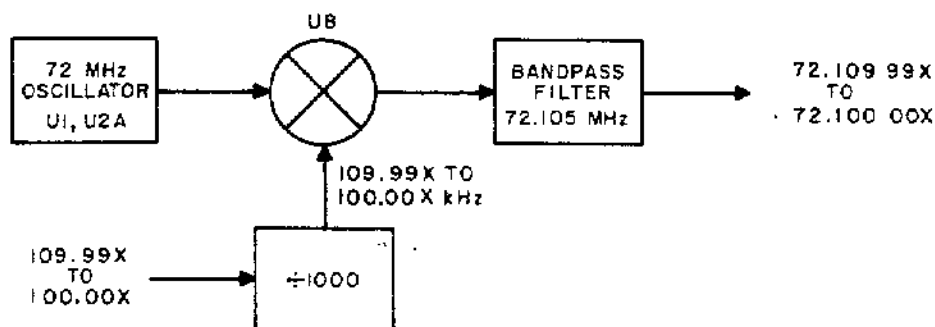 U8
72 MHz
OSCILLATOR
U1, U2A
BANDPASS
FILTER
72.105 MHz
72.109 99X
TO
72.100 00X
109.99X TO
100.00X kHz
109.99X
TO
100.00X
÷1000